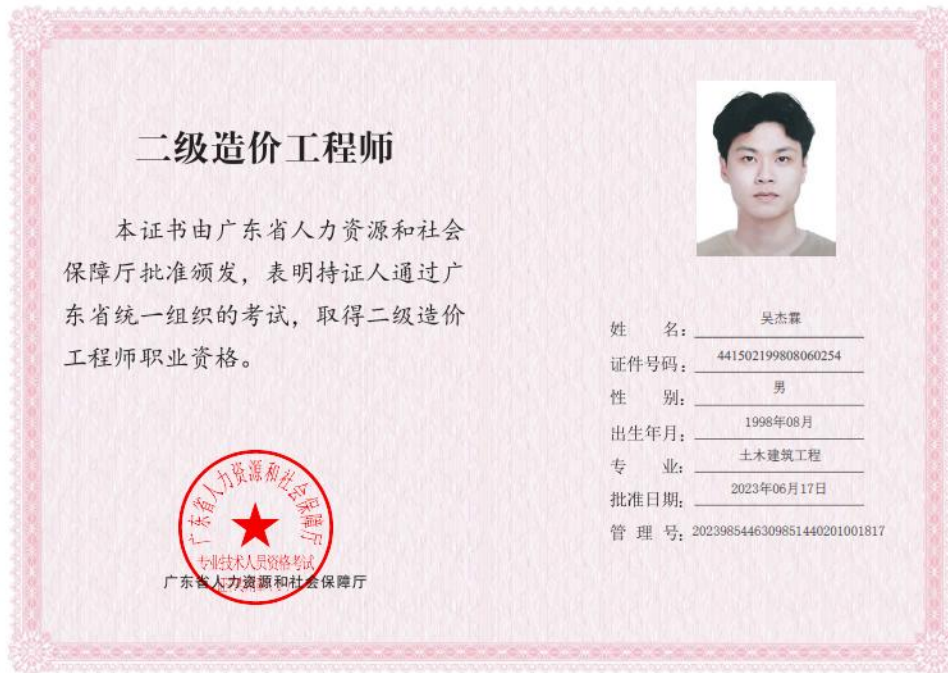 二级造价工程师
本证书由广东省人力资源和社会
保障厅批准颁发，表明持证人通过广
东省统一组织的考试，取得二级造价
工程师职业资格。
姓 名：吴杰霖
证件号码：441502199808060254
性 别：男
出生年月：1998年08月
专 业：土木建筑工程
批准日期：2023年06月17日
管 理 号：2023985446309851440201001817
广东省人力资源和社会保障厅
专业技术人员资格考试
广东省人力资源和社会保障厅